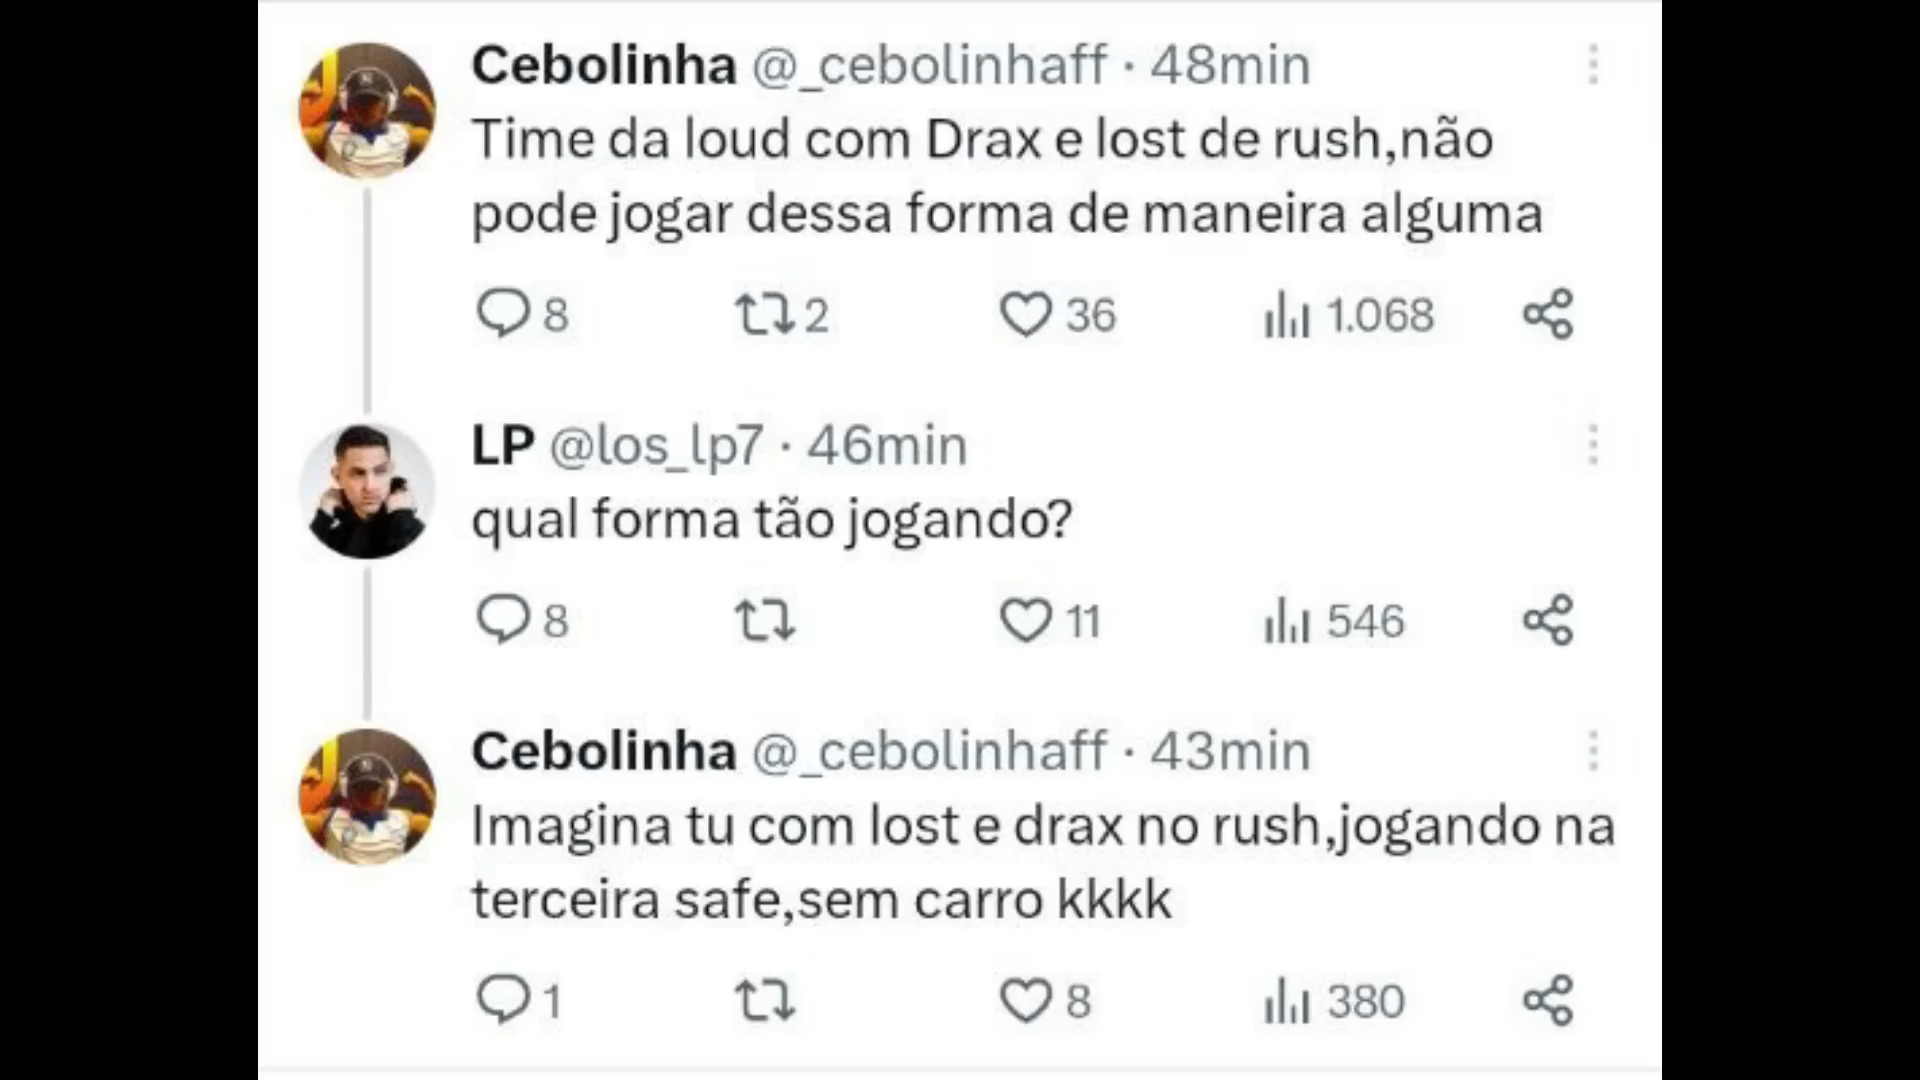 Cebolinha @_cebolinhaff · 48min
Time da loud com Drax e lost de rush,não
pode jogar dessa forma de maneira alguma
8 2 36 1.068
LP @los_lp7 · 46min
qual forma tão jogando?
8 11 546
Cebolinha @_cebolinhaff · 43min
Imagina tu com lost e drax no rush,jogando na
terceira safe,sem carro kkkk
1 8 380